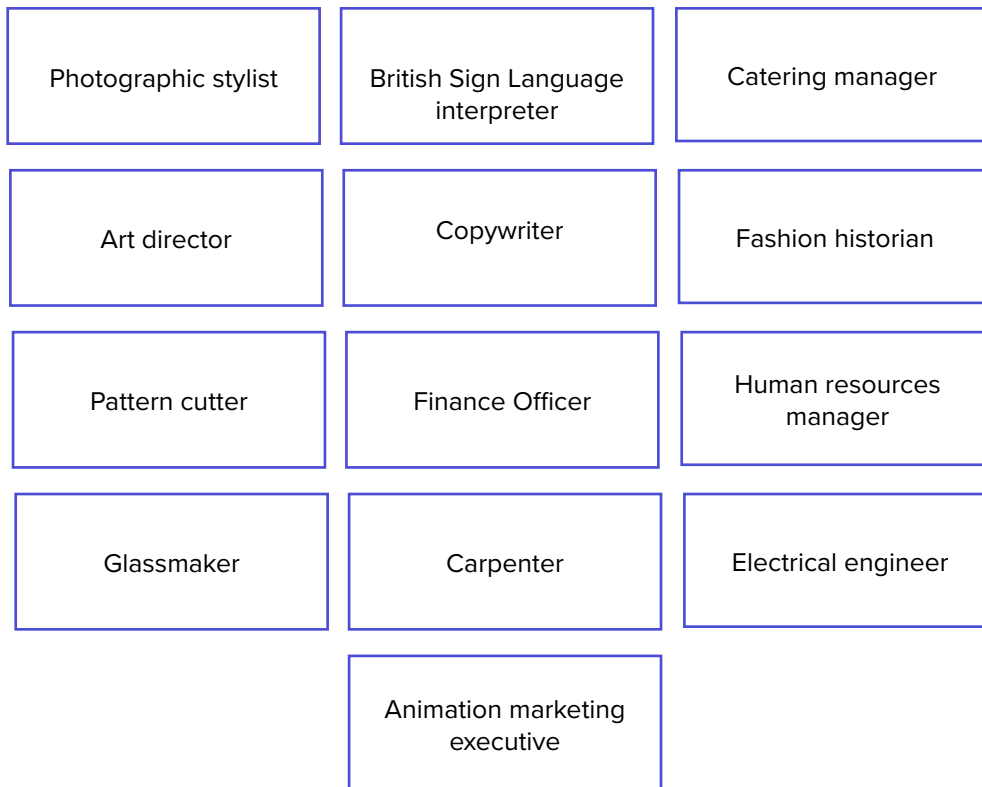 Photographic stylist
British Sign Language
interpreter
Catering manager
Art director
Copywriter
Fashion historian
Pattern cutter
Finance Officer
Human resources
manager
Glassmaker
Carpenter
Electrical engineer
Animation marketing
executive